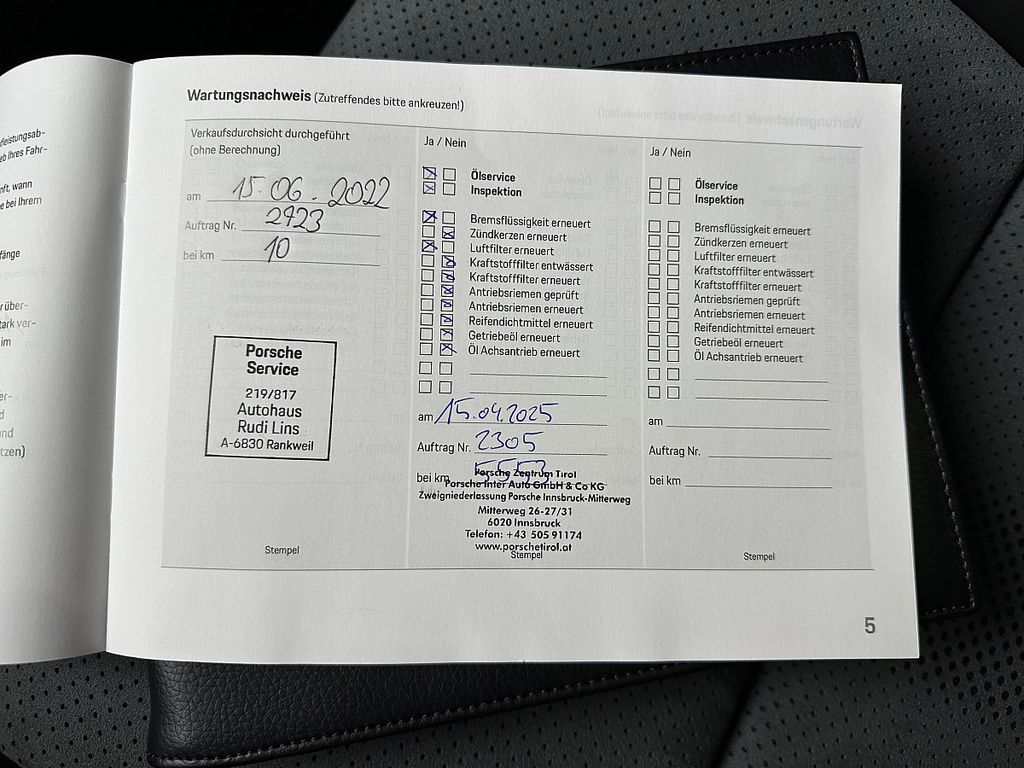 Wartungsnachweis (Zutreffendes bitte ankreuzen!)
Verkaufsdurchsicht durchgeführt
(ohne Berechnung)
am 15.06.2022
Auftrag Nr. 2923
bei km 10
Porsche
Service
219/817
Autohaus
Rudi Lins
A-6830 Rankweil
Stempel
Ja / Nein
Ölservice
Inspektion
Bremsflüssigkeit erneuert
Zündkerzen erneuert
Luftfilter erneuert
Kraftstofffilter entwässert
Kraftstofffilter erneuert
Antriebsriemen geprüft
Antriebsriemen erneuert
Reifendichtmittel erneuert
Getriebeöl erneuert
Öl Achsantrieb erneuert
am 15.04.2025
Auftrag Nr. 2305
bei km 5553
Porsche Zentrum Tirol
Porsche Inter Auto GmbH & Co KG
Zweigniederlassung Porsche Innsbruck-Mitterweg
Mitterweg 26-27/31
6020 Innsbruck
Telefon: +43 505 91174
www.porschetirol.at
Stempel
Ja / Nein
Ölservice
Inspektion
Bremsflüssigkeit erneuert
Zündkerzen erneuert
Luftfilter erneuert
Kraftstofffilter entwässert
Kraftstofffilter erneuert
Antriebsriemen geprüft
Antriebsriemen erneuert
Reifendichtmittel erneuert
Getriebeöl erneuert
Öl Achsantrieb erneuert
am
Auftrag Nr.
bei km
Stempel
5